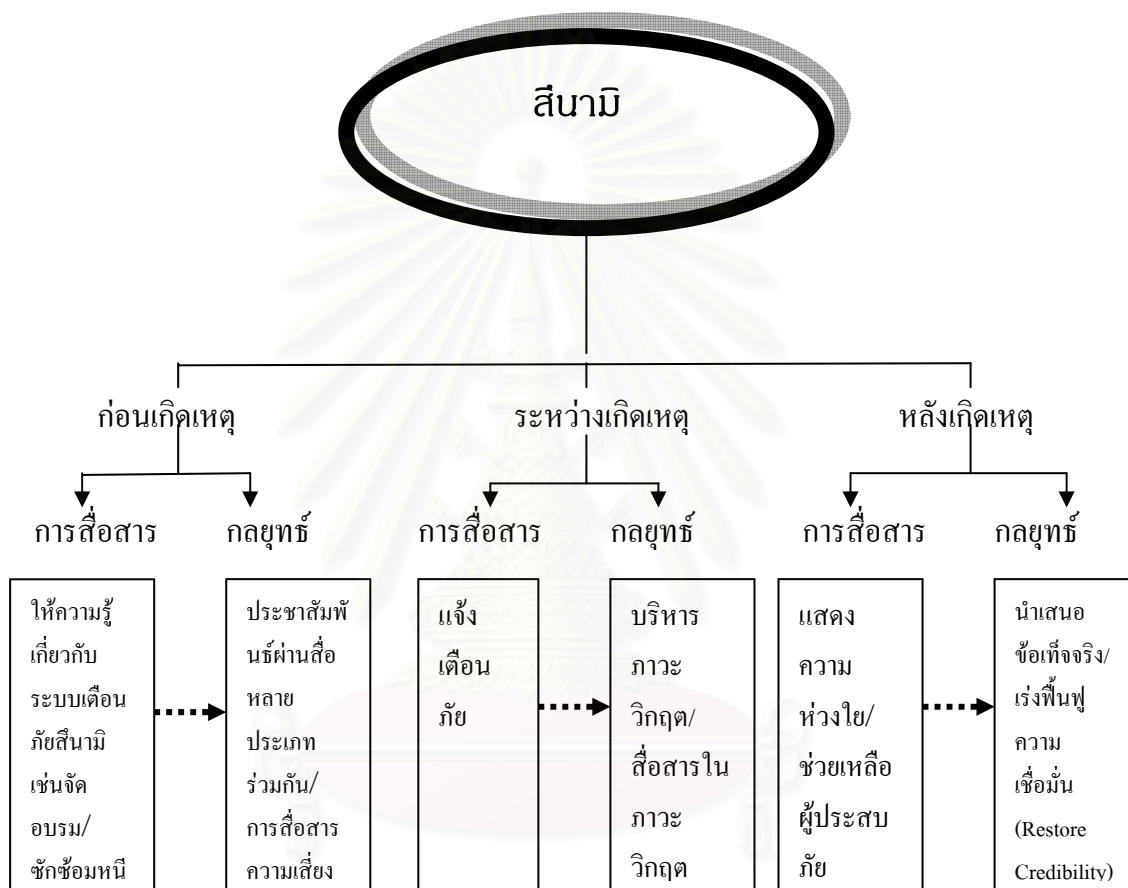 สึนามิ
ก่อนเกิดเหตุ
ระหว่างเกิดเหตุ
หลังเกิดเหตุ
การสื่อสาร
กลยุทธ์
การสื่อสาร
กลยุทธ์
การสื่อสาร
กลยุทธ์
ให้ความรู้
เกี่ยวกับ
ระบบเตือน
ภัยสึนามิ
เช่นจัด
อบรม/
ซักซ้อมหนี
ประชาสัมพั
นธ์ผ่านสื่อ
หลาย
ประเภท
ร่วมกัน/
การสื่อสาร
ความเสี่ยง
แจ้ง
เตือน
ภัย
บริหาร
ภาวะ
วิกฤต/
สื่อสารใน
ภาวะ
วิกฤต
แสดง
ความ
ห่วงใย/
ช่วยเหลือ
ผู้ประสบ
ภัย
นำเสนอ
ข้อเท็จจริง/
เร่งฟื้นฟู
ความ
เชื่อมั่น
(Restore
Credibility)